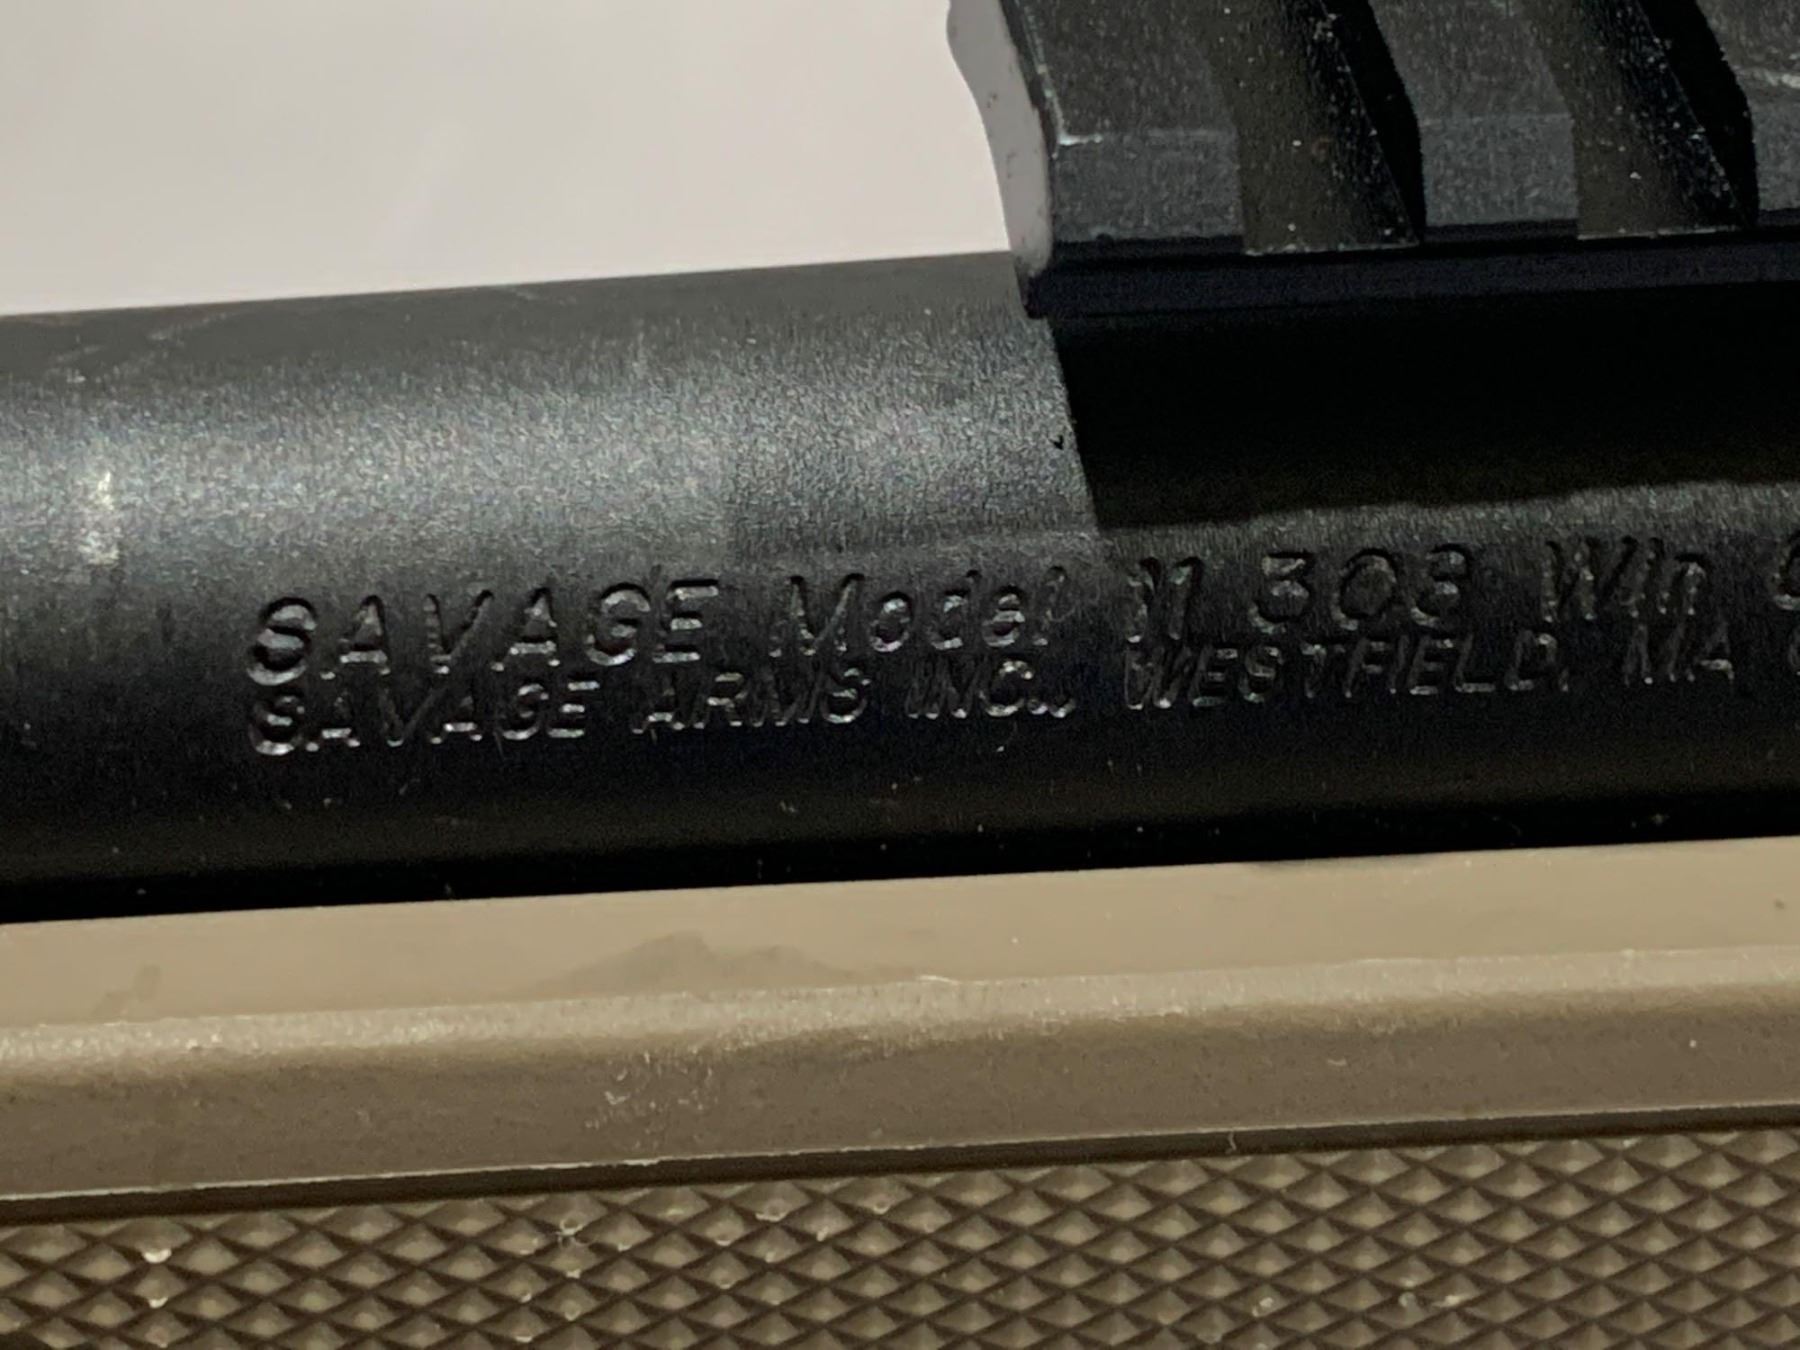 SAVAGE Model 11 308 Win
SAVAGE ARMS INC., WESTFIELD, MA